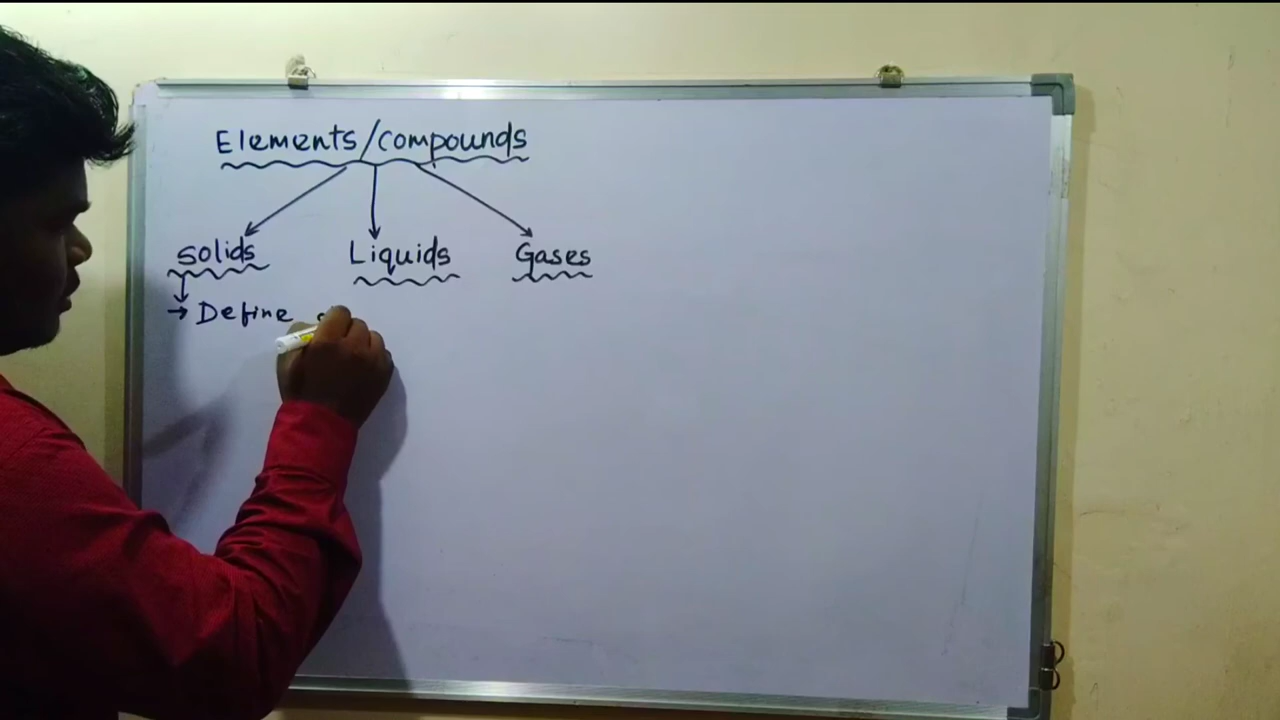 Elements/compounds
solids Liquids Gases
→ Define